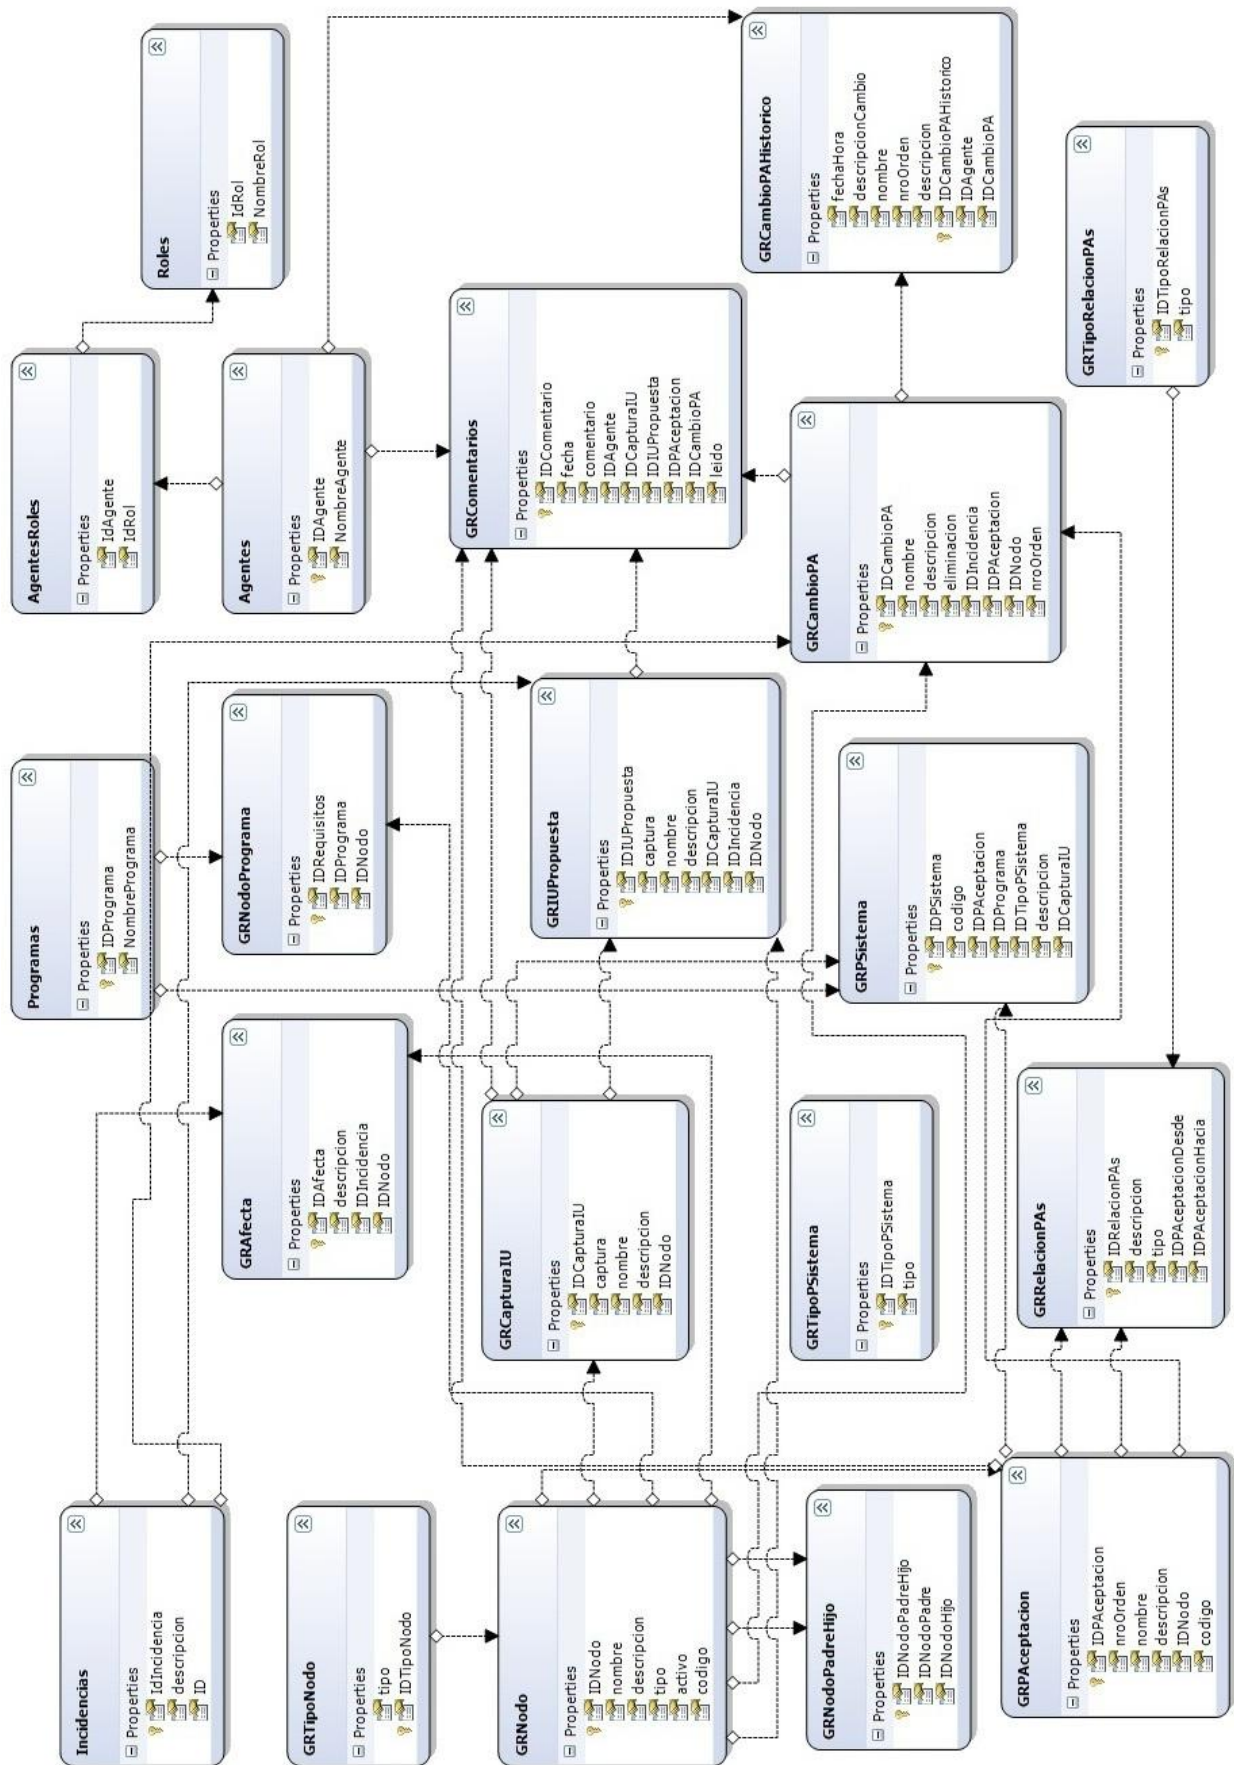 Incidencias
Properties
IdIncidencia
descripcion
ID
GRTipoNodo
Properties
tipo
IDTipoNodo
GRNodo
Properties
IDNodo
nombre
descripcion
tipo
activo
codigo
GRNodoPadreHijo
Properties
IDNodoPadreHijo
IDNodoPadre
IDNodoHijo
GRPAceptacion
Properties
IDPAceptacion
nroOrden
nombre
descripcion
IDNodo
codigo
GRAfecta
Properties
IDAfecta
descripcion
IDIncidencia
IDNodo
GRCapturaIU
Properties
IDCapturaIU
captura
nombre
descripcion
IDNodo
GRTipoPSistema
Properties
IDTipoPSistema
tipo
GRRelacionPAs
Properties
IDRelacionPAs
descripcion
tipo
IDPAceptacionDesde
IDPAceptacionHacia
Programas
Properties
IDPrograma
NombrePrograma
GRNodoPrograma
Properties
IDRequisitos
IDPrograma
IDNodo
GRIUPropuesta
Properties
IDIUPropuesta
captura
nombre
descripcion
IDCapturaIU
IDIncidencia
IDNodo
GRPSistema
Properties
IDPSistema
codigo
IDPAceptacion
IDPrograma
IDTipoPSistema
descripcion
IDCapturaIU
AgentesRoles
Properties
IdAgente
IdRol
Agentes
Properties
IDAgente
NombreAgente
GRComentarios
Properties
IDComentario
fecha
comentario
IDAgente
IDCapturaIU
IDIUPropuesta
IDPAceptacion
IDCambioPA
leido
GRCambioPA
Properties
IDCambioPA
nombre
descripcion
eliminacion
IDIncidencia
IDPAceptacion
IDNodo
nroOrden
Roles
Properties
IdRol
NombreRol
GRCambioPAHistorico
Properties
fechaHora
descripcionCambio
nombre
nroOrden
descripcion
IDCambioPAHistorico
IDAgente
IDCambioPA
GRTipoRelacionPAs
Properties
IDTipoRelacionPAs
tipo